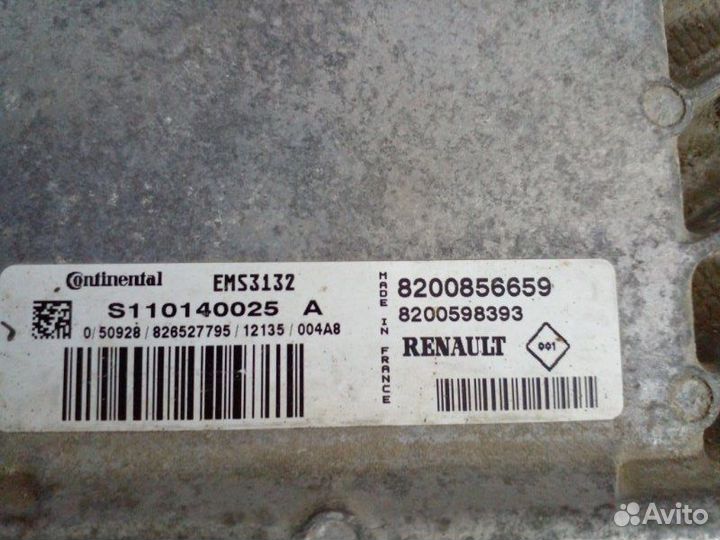 Continental EMS3132
S110140025 A
0/50928/826527795/12135/004A8
MADE IN FRANCE
8200856659
8200598393
RENAULT
001
Avito